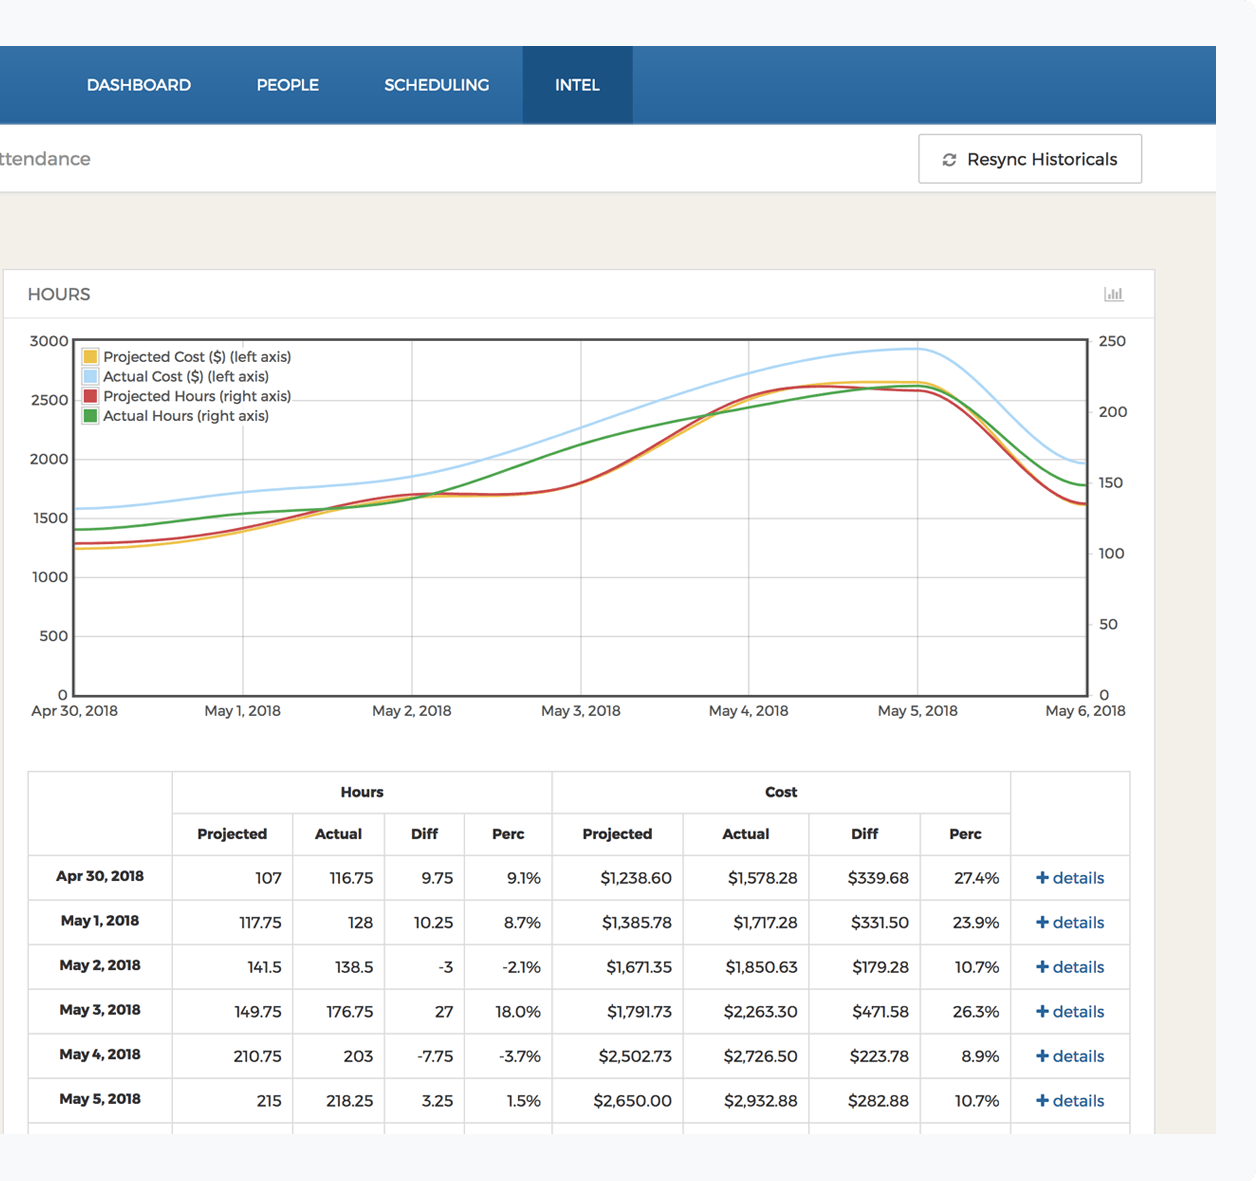 DASHBOARD PEOPLE SCHEDULING INTEL
ttendance
Resync Historicals
HOURS
3000
2500
2000
1500
1000
500
0
Projected Cost ($) (left axis)
Actual Cost ($) (left axis)
Projected Hours (right axis)
Actual Hours (right axis)
250
200
150
100
50
0
Apr 30, 2018 May 1, 2018 May 2, 2018 May 3, 2018 May 4, 2018 May 5, 2018 May 6, 2018
Hours Cost
Projected Actual Diff Perc Projected Actual Diff Perc
Apr 30, 2018 107 116.75 9.75 9.1% $1,238.60 $1,578.28 $339.68 27.4% + details
May 1, 2018 117.75 128 10.25 8.7% $1,385.78 $1,717.28 $331.50 23.9% + details
May 2, 2018 141.5 138.5 -3 -2.1% $1,671.35 $1,850.63 $179.28 10.7% + details
May 3, 2018 149.75 176.75 27 18.0% $1,791.73 $2,263.30 $471.58 26.3% + details
May 4, 2018 210.75 203 -7.75 -3.7% $2,502.73 $2,726.50 $223.78 8.9% + details
May 5, 2018 215 218.25 3.25 1.5% $2,650.00 $2,932.88 $282.88 10.7% + details